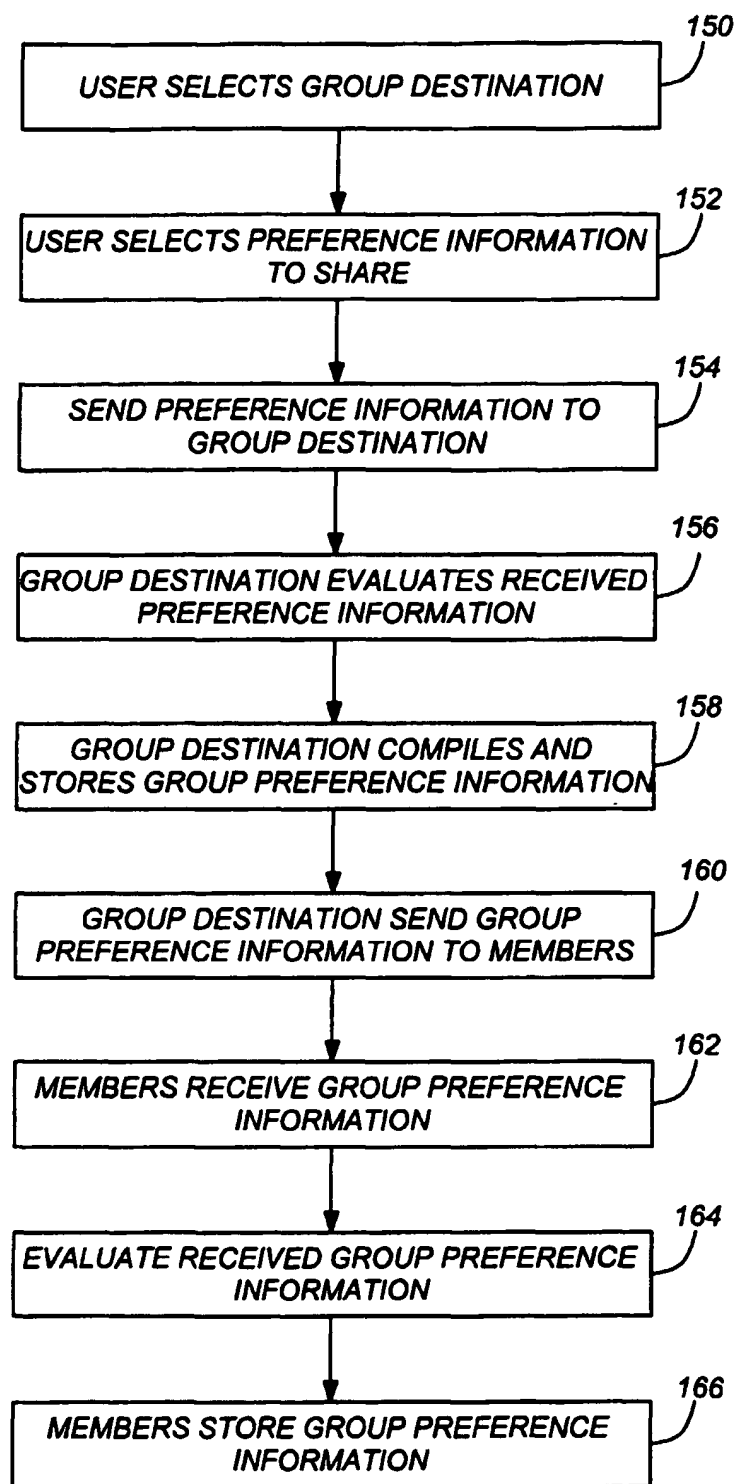 150
USER SELECTS GROUP DESTINATION
152
USER SELECTS PREFERENCE INFORMATION
TO SHARE
154
SEND PREFERENCE INFORMATION TO
GROUP DESTINATION
156
GROUP DESTINATION EVALUATES RECEIVED
PREFERENCE INFORMATION
158
GROUP DESTINATION COMPILES AND
STORES GROUP PREFERENCE INFORMATION
160
GROUP DESTINATION SEND GROUP
PREFERENCE INFORMATION TO MEMBERS
162
MEMBERS RECEIVE GROUP PREFERENCE
INFORMATION
164
EVALUATE RECEIVED GROUP PREFERENCE
INFORMATION
166
MEMBERS STORE GROUP PREFERENCE
INFORMATION